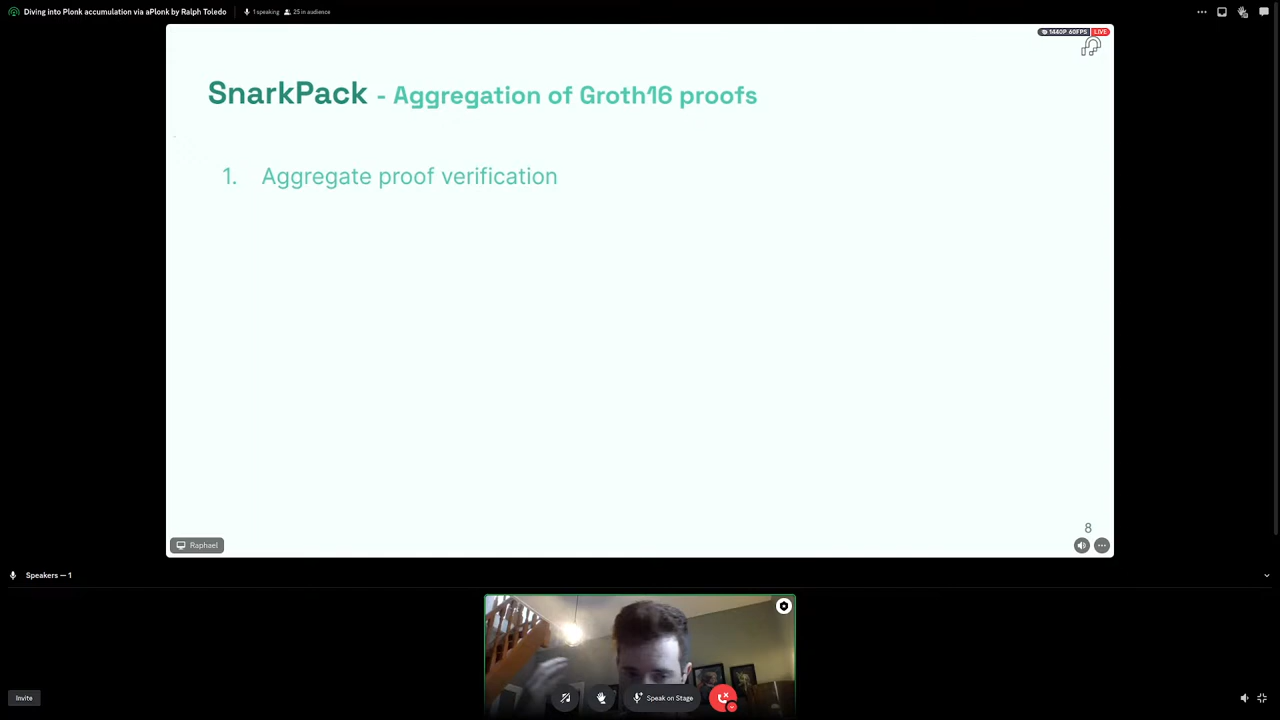 Diving into Plonk accumulation via aPlonk by Ralph Toledo
1 speaking
25 in audience
1440P 60FPS
LIVE
SnarkPack - Aggregation of Groth16 proofs
1. Aggregate proof verification
8
Raphael
Speakers — 1
Invite
Speak on Stage